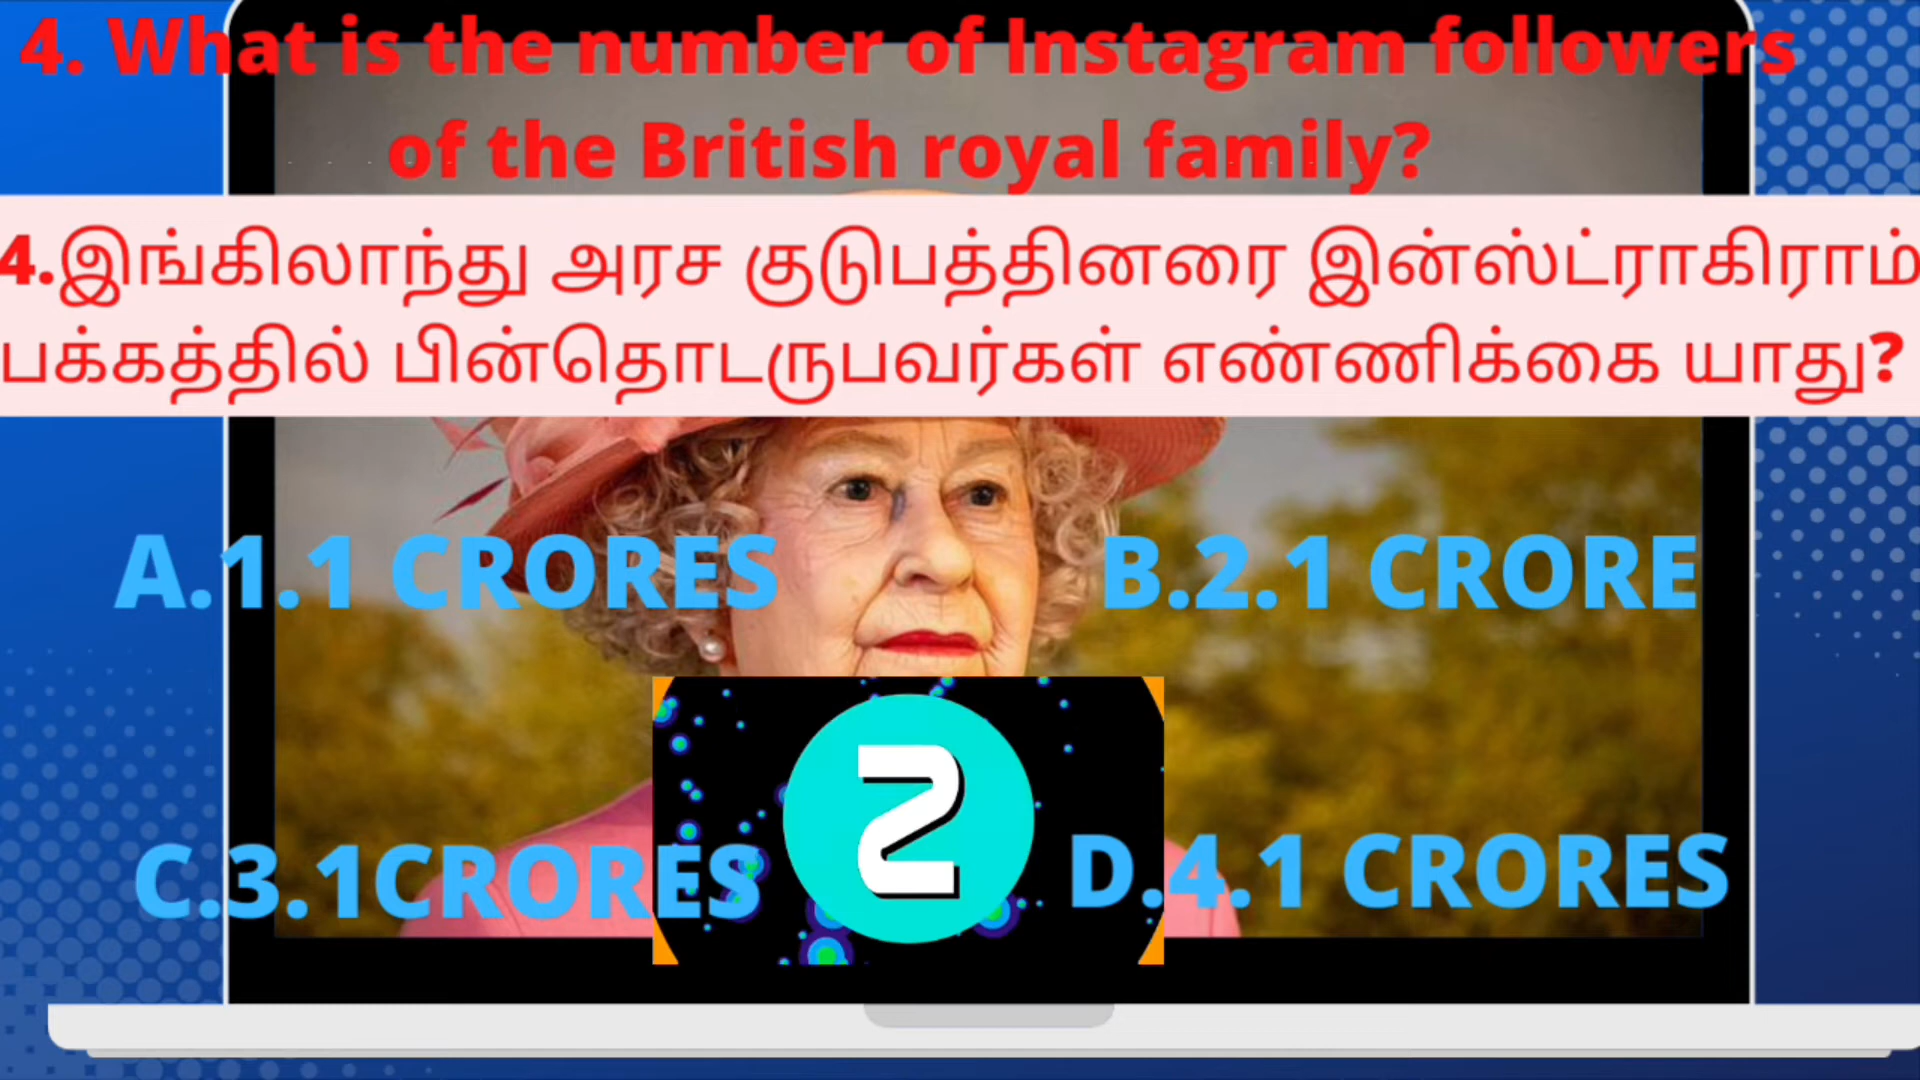 4. What is the number of Instagram followers
of the British royal family?
4.இங்கிலாந்து அரச குடுபத்தினரை இன்ஸ்ட்ராகிராம்
பக்கத்தில் பின்தொடருபவர்கள் எண்ணிக்கை யாது?
A.1.1 CRORES
B.2.1 CRORE
C.3.1CRORES
2
D.4.1 CRORES